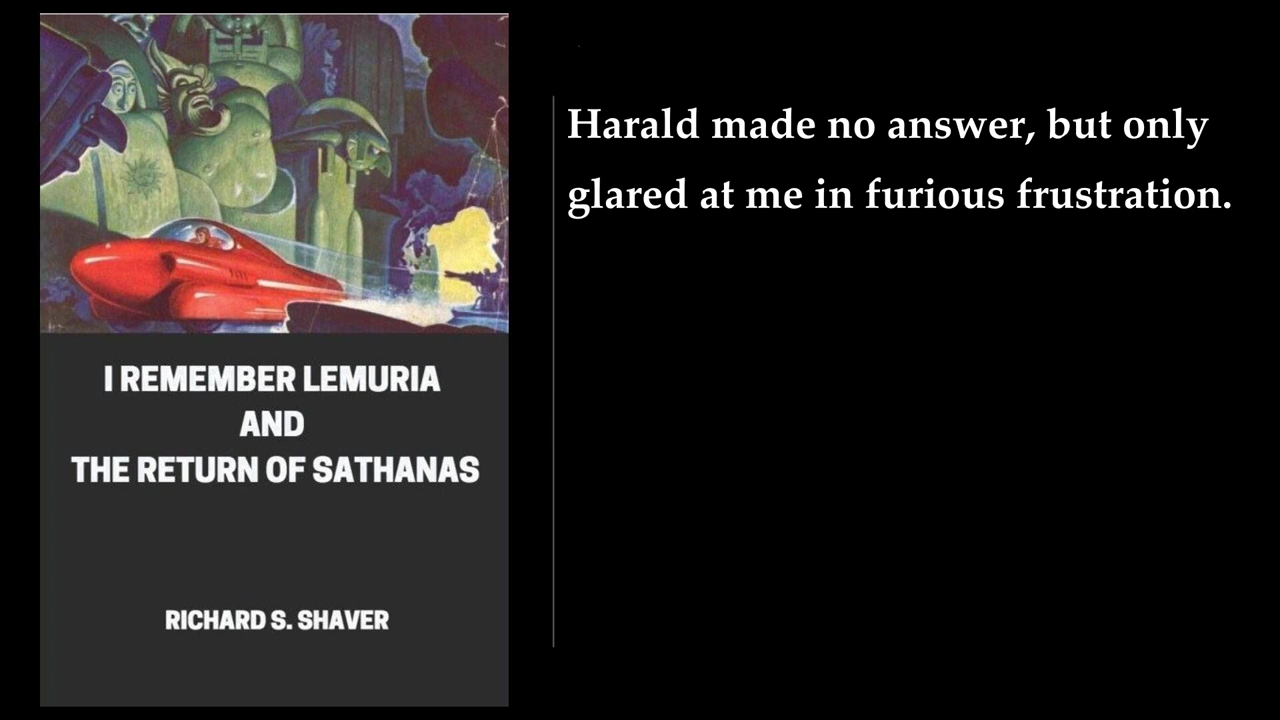 I REMEMBER LEMURIA
AND
THE RETURN OF SATHANAS
RICHARD S. SHAVER
Harald made no answer, but only
glared at me in furious frustration.